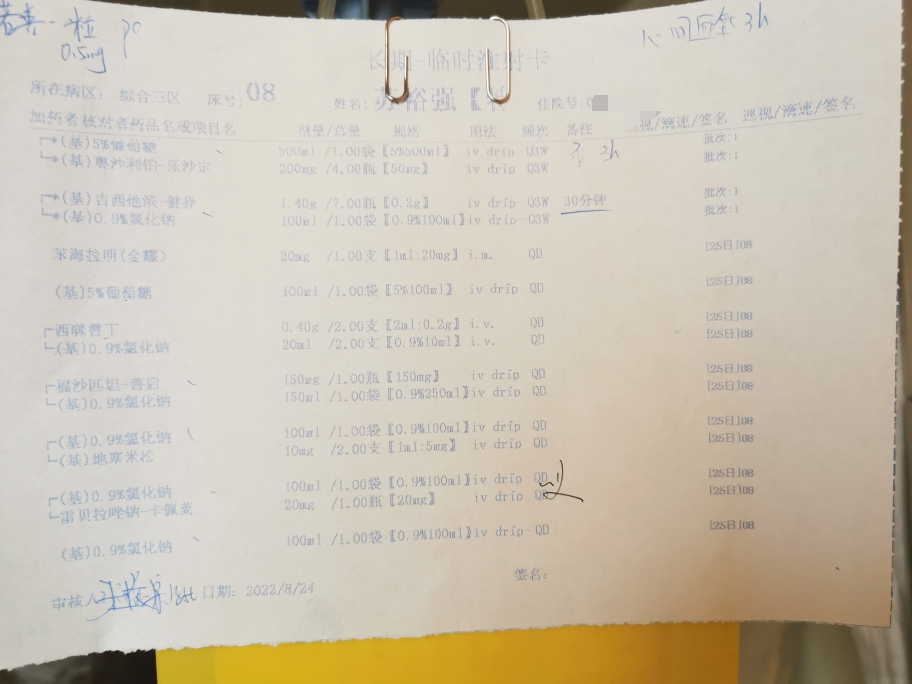 一粒 po
0.5mg
心电监护 3h
长期-临时注射卡
所在病区: 综合三区 床号: 08 姓名: 苏裕强 住院号: 0
加药者核对者药品名或项目名 剂量/总量 规格 用法 频次 备注 巡视/滴速/签名 巡视/滴速/签名
┌*(基)5%葡萄糖 500ml /1.00袋【5%500ml】 iv drip Q3W 3h 批次:1
└*(基)奥沙利铂-乐沙定 200mg /4.00瓶【50mg】 iv drip Q3W 批次:1
┌*(基)吉西他滨-健择 1.40g /7.00瓶【0.2g】 iv drip Q3W 30分钟 批次:1
└*(基)0.9%氯化钠 100ml /1.00袋【0.9%100ml】iv drip Q3W 批次:1
苯海拉明(金耀) 20mg /1.00支【1ml:20mg】i.m. QD [25日]08
(基)5%葡萄糖 100ml /1.00袋【5%100ml】 iv drip QD [25日]08
┌西咪替丁 0.40g /2.00支【2ml:0.2g】i.v. QD [25日]08
└(基)0.9%氯化钠 20ml /2.00支【0.9%10ml】i.v. QD [25日]08
┌福沙匹坦-善启 150mg /1.00瓶【150mg】 iv drip QD [25日]08
└(基)0.9%氯化钠 150ml /1.00袋【0.9%250ml】iv drip QD [25日]08
┌(基)0.9%氯化钠 100ml /1.00袋【0.9%100ml】iv drip QD [25日]08
└(基)地塞米松 10mg /2.00支【1ml:5mg】 iv drip QD [25日]08
┌(基)0.9%氯化钠 100ml /1.00袋【0.9%100ml】iv drip QD [25日]08
└雷贝拉唑钠-卡佩莱 20mg /1.00瓶【20mg】 iv drip QD [25日]08
(基)0.9%氯化钠 100ml /1.00袋【0.9%100ml】iv drip QD [25日]08
审核人 日期: 2022/8/24 签名: